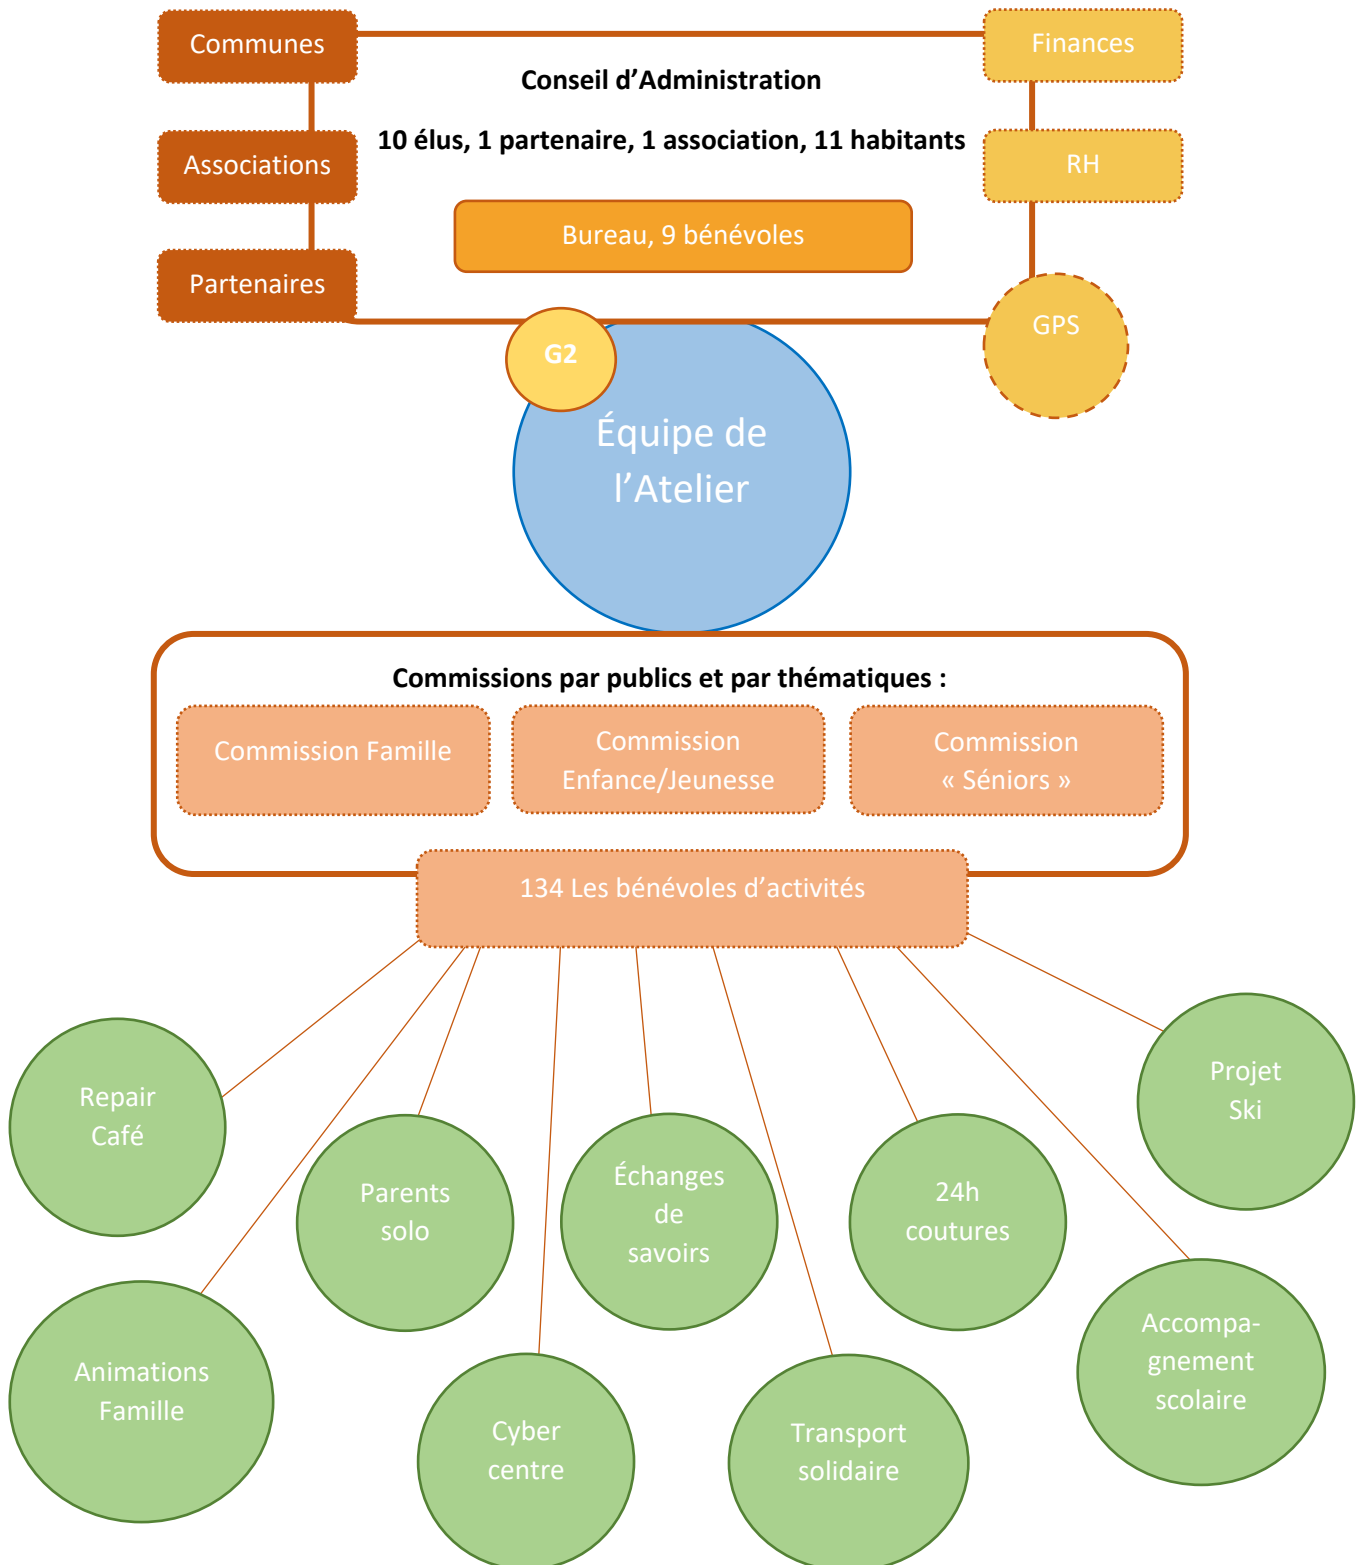 Communes
Finances
Conseil d’Administration
10 élus, 1 partenaire, 1 association, 11 habitants
Associations
RH
Bureau, 9 bénévoles
Partenaires
GPS
G2
Équipe de
l’Atelier
Commissions par publics et par thématiques :
Commission Famille
Commission
Enfance/Jeunesse
Commission
« Séniors »
134 Les bénévoles d’activités
Repair
Café
Projet
Ski
Parents
solo
Échanges
de
savoirs
24h
coutures
Animations
Famille
Cyber
centre
Transport
solidaire
Accompa-
gnement
scolaire